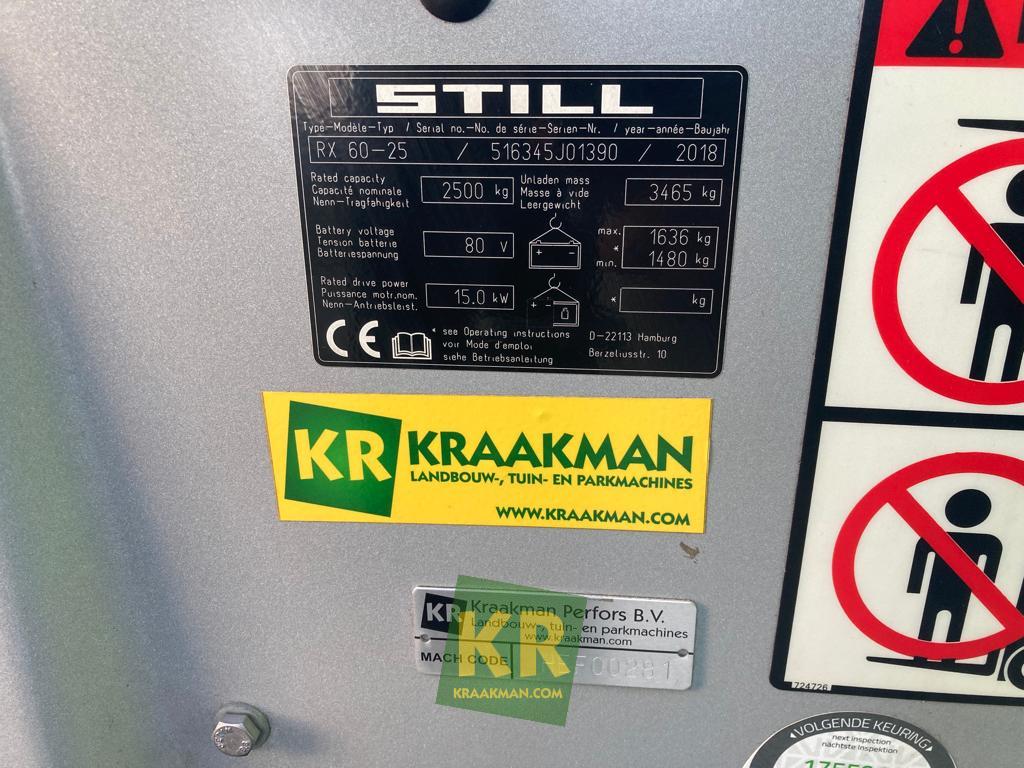 STILL
Type-Modèle-Typ / Serial no.-No. de série-Serien-Nr. / year-année-Baujahr
RX 60-25 / 516345J01390 / 2018
Rated capacity
Capacité nominale
Nenn-Tragfähigkeit
2500 kg
Unladen mass
Masse à vide
Leergewicht
3465 kg
Battery voltage
Tension batterie
Batteriespannung
80 V
+ -
max. 1636 kg
*
min. 1480 kg
Rated drive power
Puissance motr.nom.
Nenn-Antriebsleist.
15.0 kW
+ -
* kg
CE
* see Operating instructions
voir Mode d'emploi
siehe Betriebsanleitung
D-22113 Hamburg
Berzeliusstr. 10
KR KRAAKMAN
LANDBOUW-, TUIN- EN PARKMACHINES
WWW.KRAAKMAN.COM
KR Kraakman Perfors B.V.
Landbouw-, tuin- en parkmachines
www.kraakman.com
MACH CODE
00281
KR
KRAAKMAN.COM
724726
VOLGENDE KEURING
next inspection
nächste Inspektion